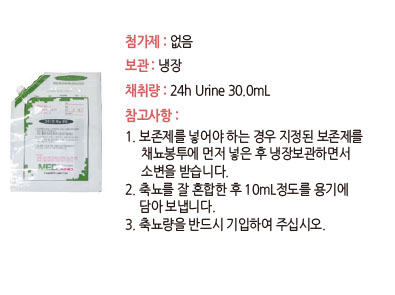 첨가제 : 없음
보관 : 냉장
채취량 : 24h Urine 30.0mL
참고사항 :
1. 보존제를 넣어야 하는 경우 지정된 보존제를
채뇨봉투에 먼저 넣은 후 냉장보관하면서
소변을 받습니다.
2. 축뇨를 잘 혼합한 후 10mL정도를 용기에
담아 보냅니다.
3. 축뇨량을 반드시 기입하여 주십시오.